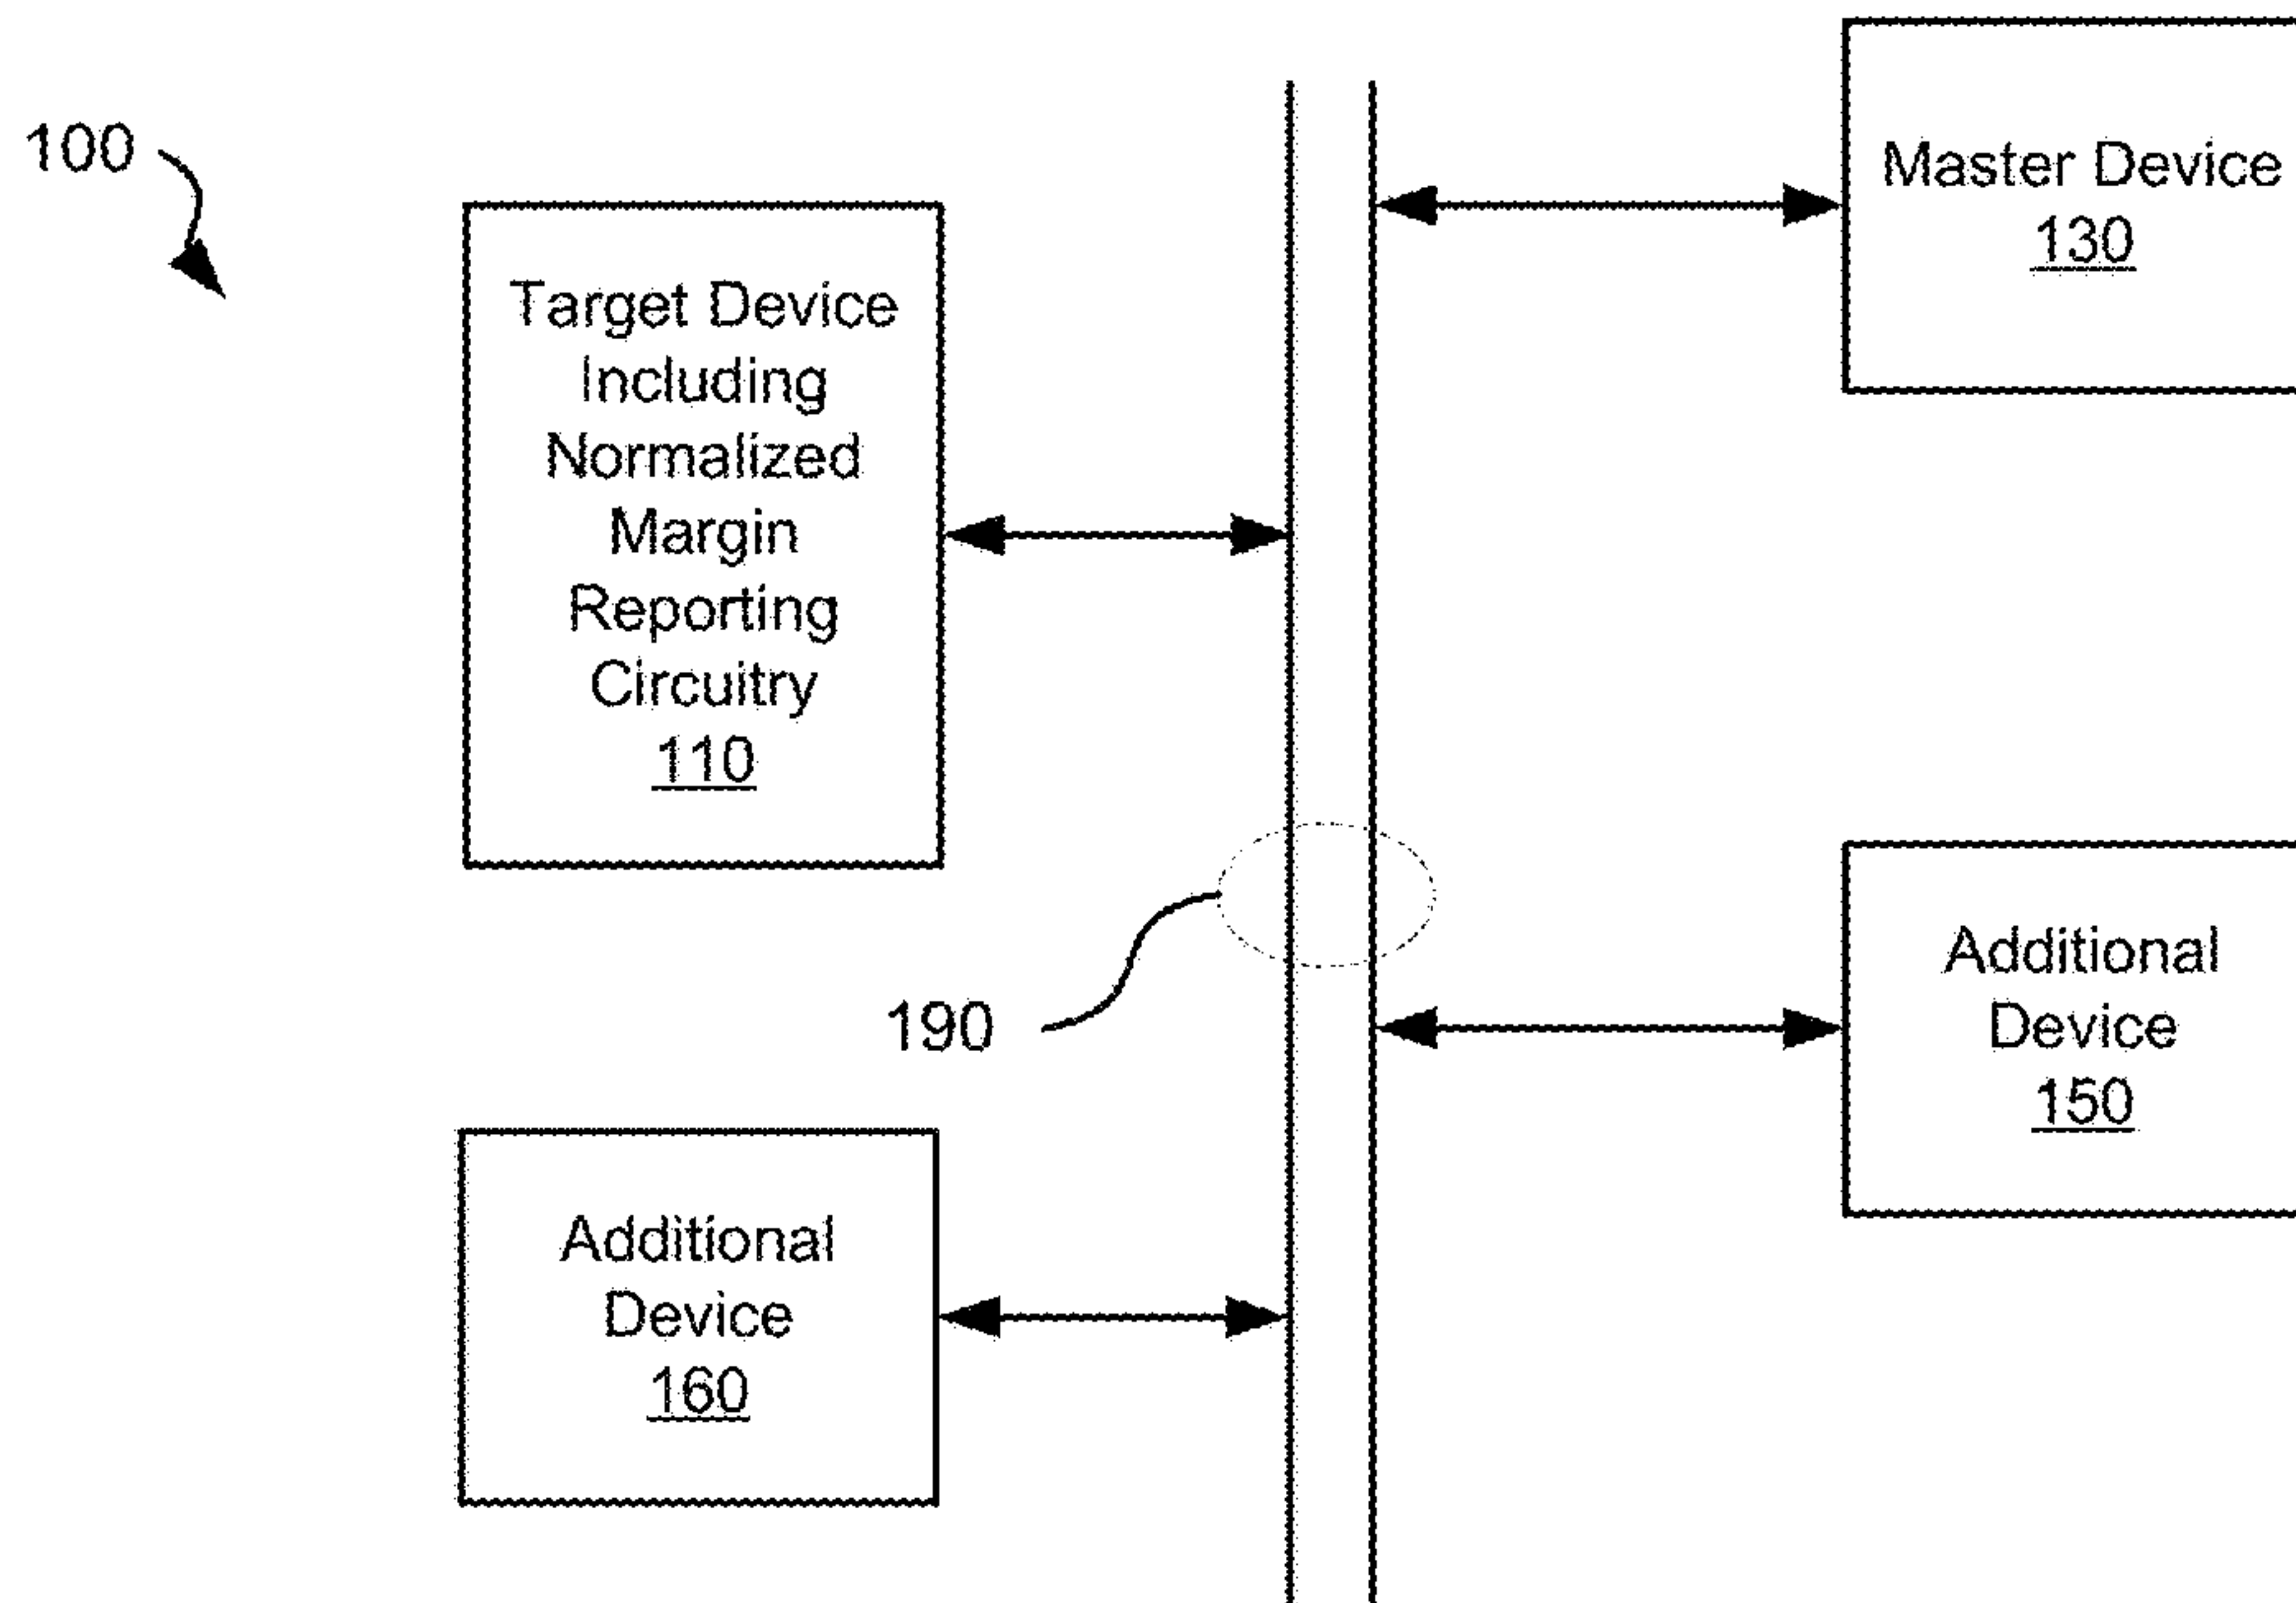 100
Target Device
Including
Normalized
Margin
Reporting
Circuitry
110
Master Device
130
190
Additional
Device
150
Additional
Device
160